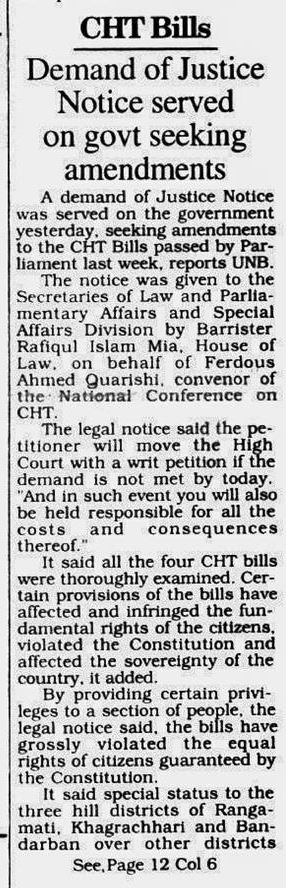 CHT Bills
Demand of Justice
Notice served
on govt seeking
amendments
A demand of Justice Notice
was served on the government
yesterday, seeking amendments
to the CHT Bills passed by Par-
liament last week, reports UNB.
The notice was given to the
Secretaries of Law and Parlia-
mentary Affairs and Special
Affairs Division by Barrister
Rafiqul Islam Mia, House of
Law, on behalf of Ferdous
Ahmed Quarishi, convenor of
the National Conference on
CHT.
The legal notice said the pe-
titioner will move the High
Court with a writ petition if the
demand is not met by today.
"And in such event you will also
be held responsible for all the
costs and consequences
thereof."
It said all the four CHT bills
were thoroughly examined. Cer-
tain provisions of the bills have
affected and infringed the fun-
damental rights of the citizens,
violated the Constitution and
affected the sovereignty of the
country, it added.
By providing certain privi-
leges to a section of people, the
legal notice said, the bills have
grossly violated the equal
rights of citizens guaranteed by
the Constitution.
It said special status to the
three hill districts of Ranga-
mati, Khagrachhari and Ban-
darban over other districts
See, Page 12 Col 6